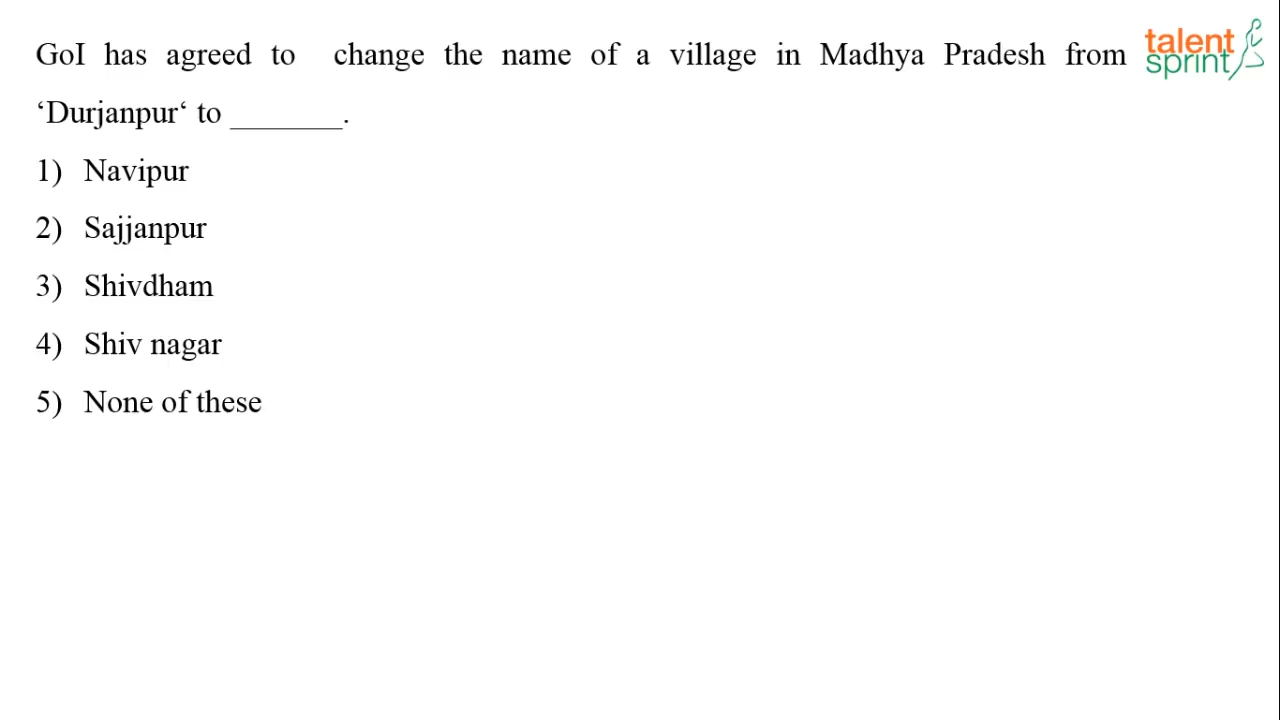 GoI has agreed to change the name of a village in Madhya Pradesh from
talent
sprint
‘Durjanpur‘ to _______.
1) Navipur
2) Sajjanpur
3) Shivdham
4) Shiv nagar
5) None of these